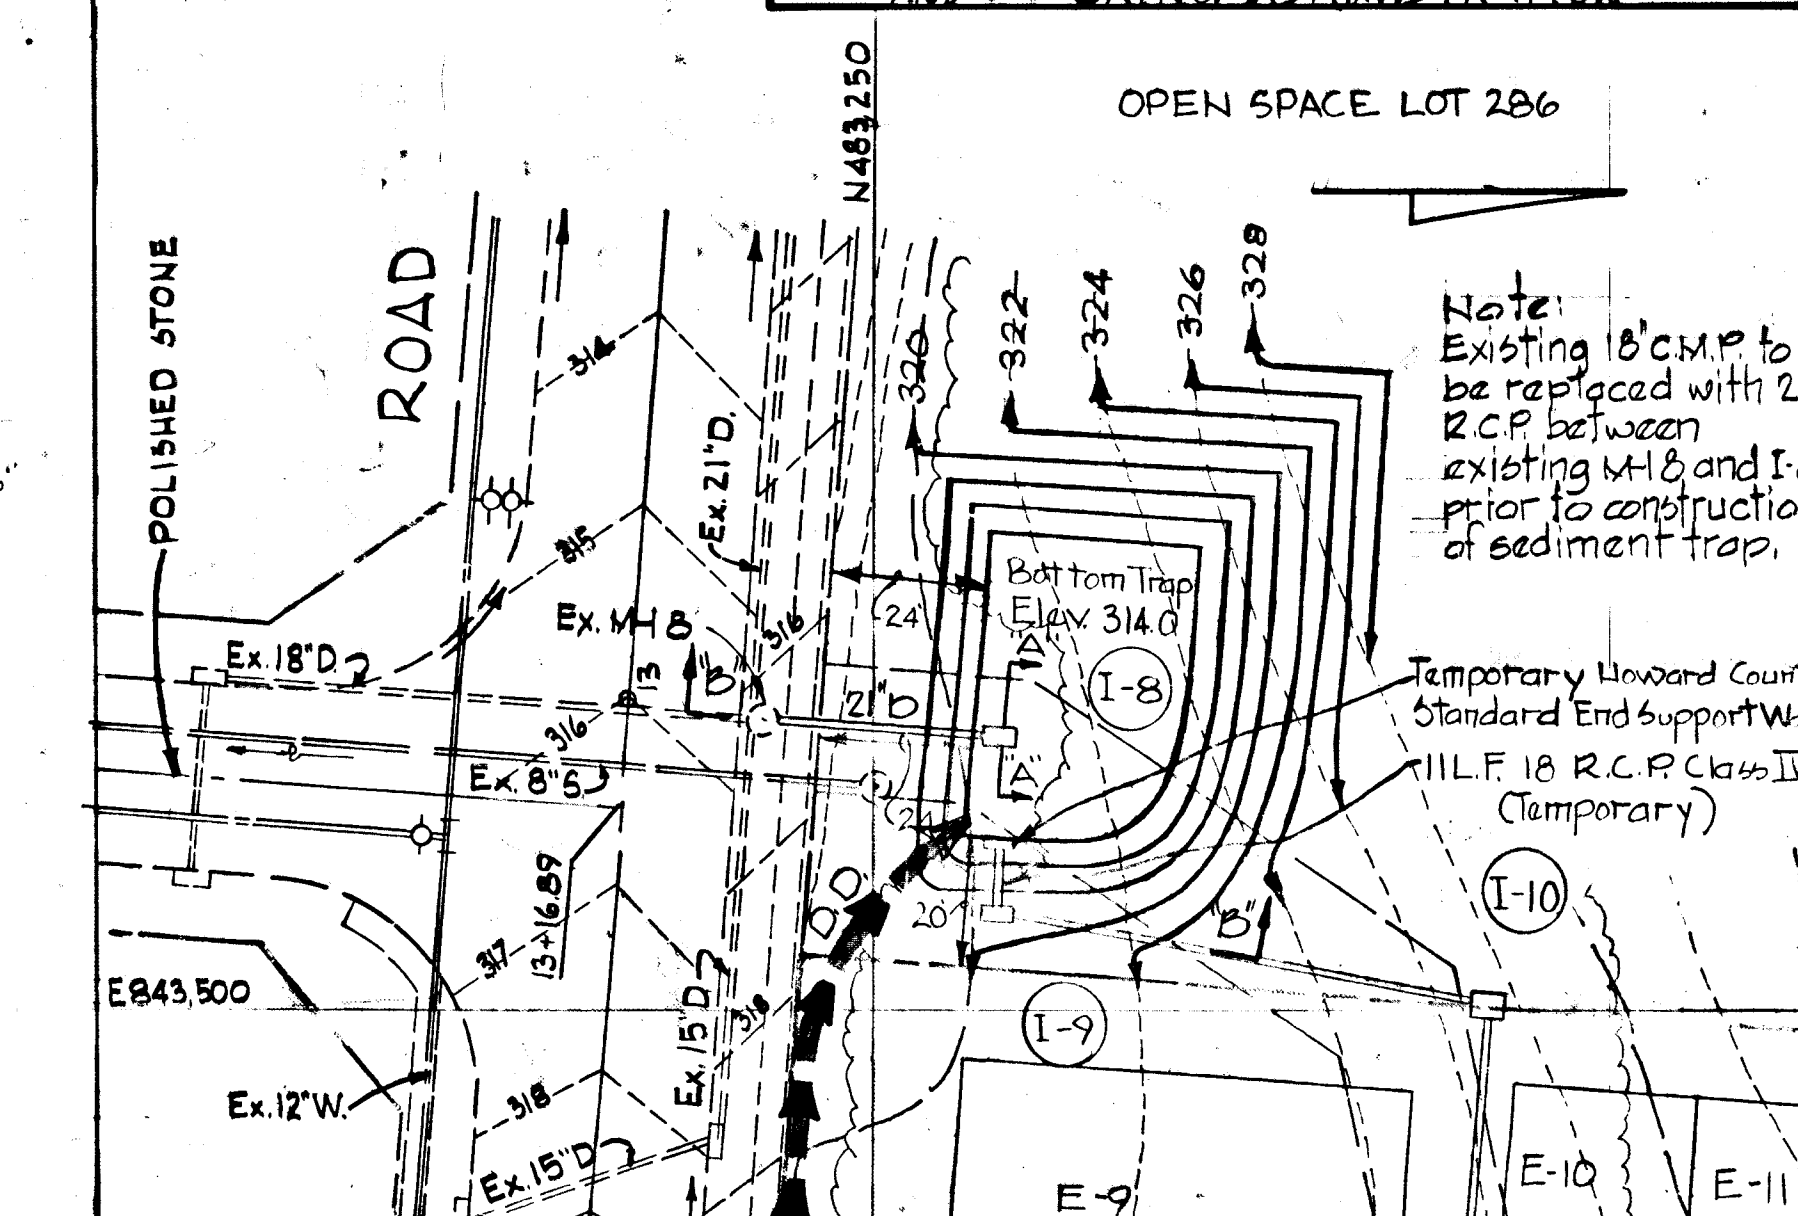 OPEN SPACE LOT 286
N483,250
POLISHED STONE
ROAD
320
322
324
326
328
Note:
Existing 18"C.M.P. to
be replaced with 2
R.C.P. between
existing M-18 and I-
prior to constructio
of sediment trap.
314
Ex. 21"D.
315
Bottom Trap
Elev. 314.0
24'
Ex. MH 8
316
"A"
Ex. 18"D.
13
"B"
21"D
I-8
Temporary Howard Coun
Standard End Support W
316
Ex. 8"S.
"A"
11 L.F. 18 R.C.P. Class IV
(Temporary)
13+16.89
D.D.
20'
"B"
I-10
317
E843,500
Ex. 15"D
318
I-9
Ex. 12"W.
318
Ex. 15"D
E-9
E-10
E-11